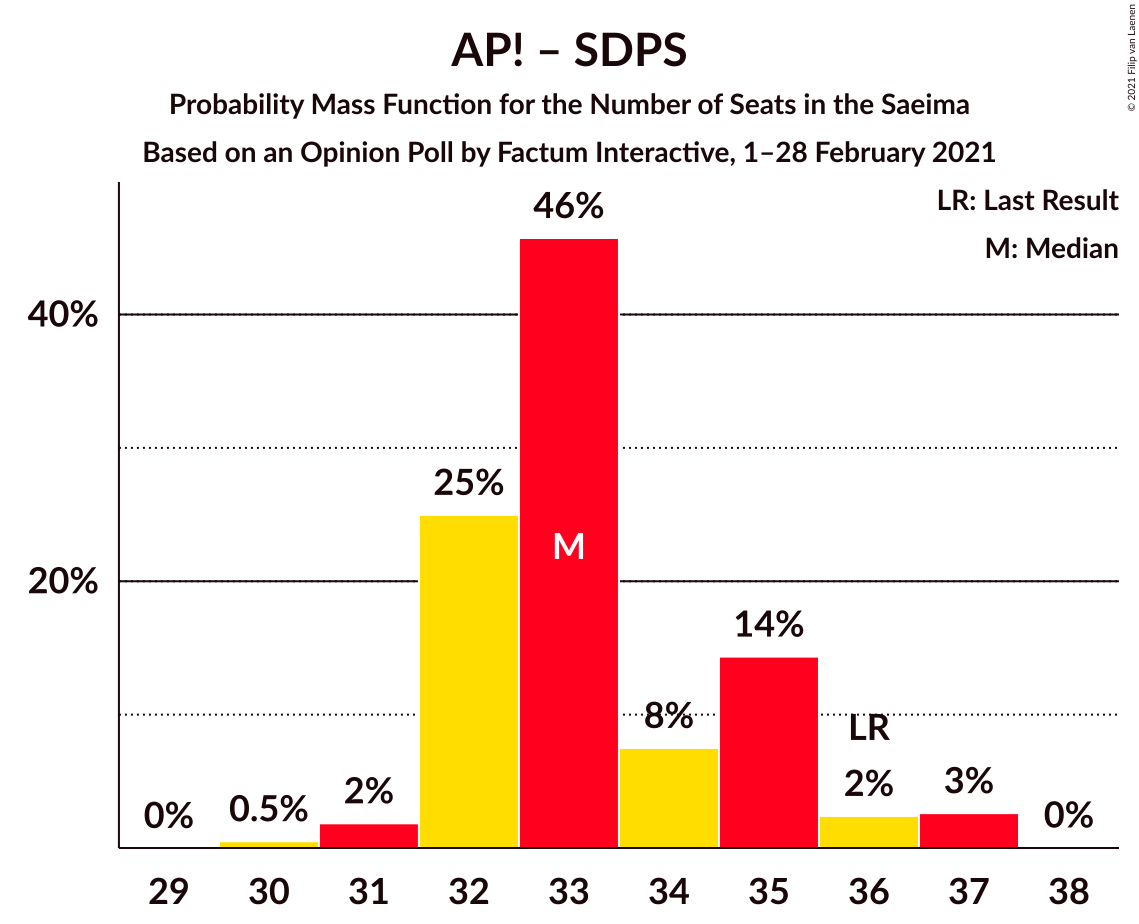 AP! – SDPS
Probability Mass Function for the Number of Seats in the Saeima
Based on an Opinion Poll by Factum Interactive, 1–28 February 2021
© 2021 Filip van Laenen
LR: Last Result
M: Median
46%
40%
25%
M
20%
14%
8%
LR
0%
0.5%
2%
2%
3%
0%
29 30 31 32 33 34 35 36 37 38